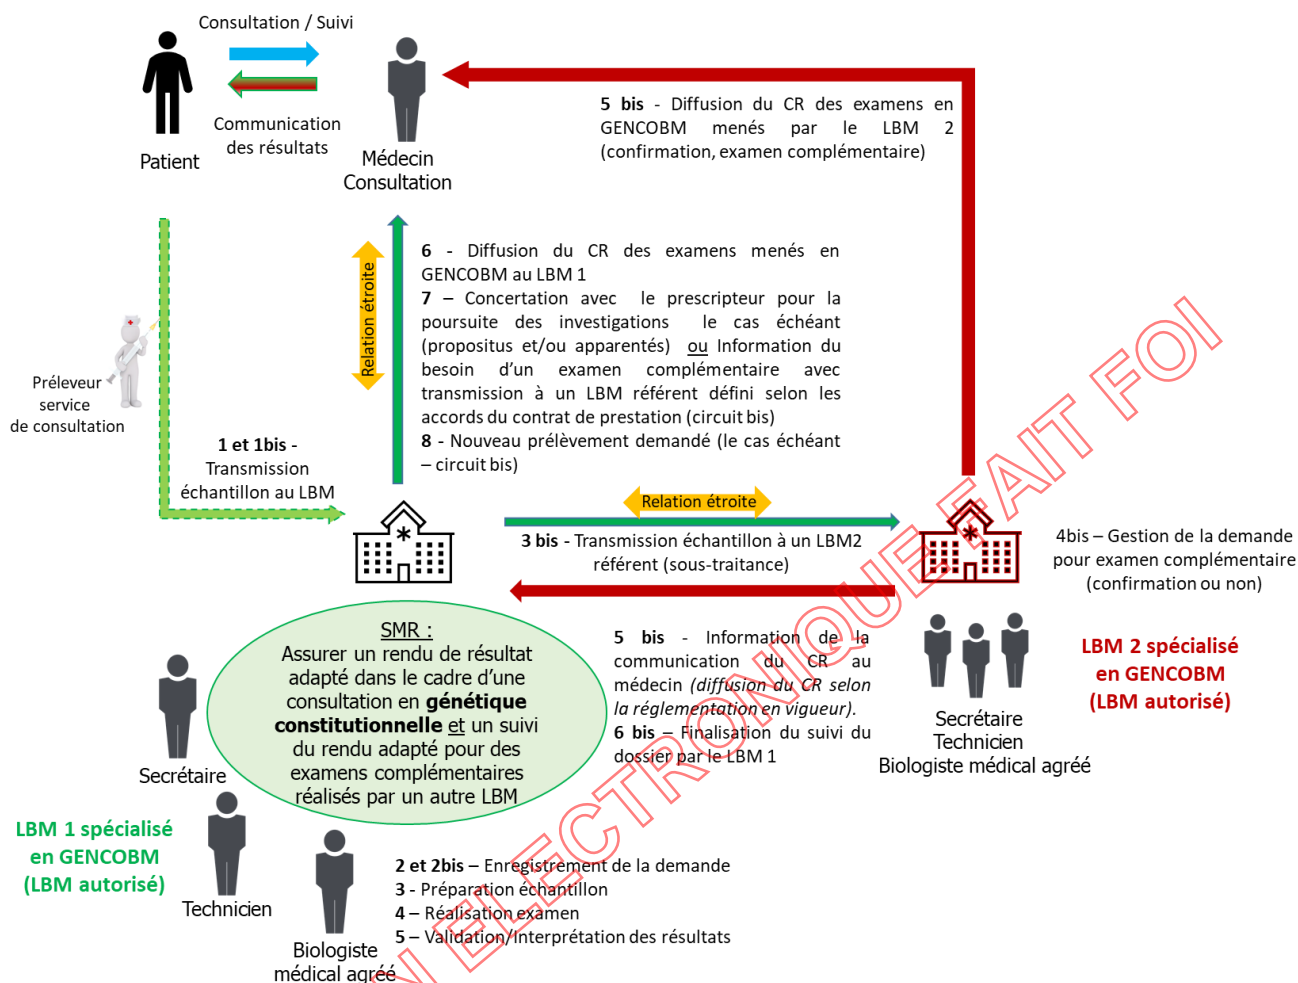 Consultation / Suivi
Communication
des résultats
Patient
Médecin
Consultation
5 bis - Diffusion du CR des examens en
GENCOBM menés par le LBM 2
(confirmation, examen complémentaire)
Relation étroite
6 - Diffusion du CR des examens menés en
GENCOBM au LBM 1
7 – Concertation avec le prescripteur pour la
poursuite des investigations le cas échéant
(propositus et/ou apparentés) ou Information du
besoin d'un examen complémentaire avec
transmission à un LBM référent défini selon les
accords du contrat de prestation (circuit bis)
8 - Nouveau prélèvement demandé (le cas échéant
– circuit bis)
Préleveur
service
de consultation
1 et 1bis -
Transmission
échantillon au LBM
Relation étroite
3 bis - Transmission échantillon à un LBM2
référent (sous-traitance)
4bis – Gestion de la demande
pour examen complémentaire
(confirmation ou non)
SMR :
Assurer un rendu de résultat
adapté dans le cadre d'une
consultation en génétique
constitutionnelle et un suivi
du rendu adapté pour des
examens complémentaires
réalisés par un autre LBM
5 bis - Information de la
communication du CR au
médecin (diffusion du CR selon
la réglementation en vigueur).
6 bis – Finalisation du suivi du
dossier par le LBM 1
LBM 2 spécialisé
en GENCOBM
(LBM autorisé)
Secrétaire
Technicien
Biologiste médical agréé
Secrétaire
LBM 1 spécialisé
en GENCOBM
(LBM autorisé)
Technicien
Biologiste
médical agréé
2 et 2bis – Enregistrement de la demande
3 - Préparation échantillon
4 – Réalisation examen
5 – Validation/Interprétation des résultats
N ELECTRONIQUE FAIT FOI